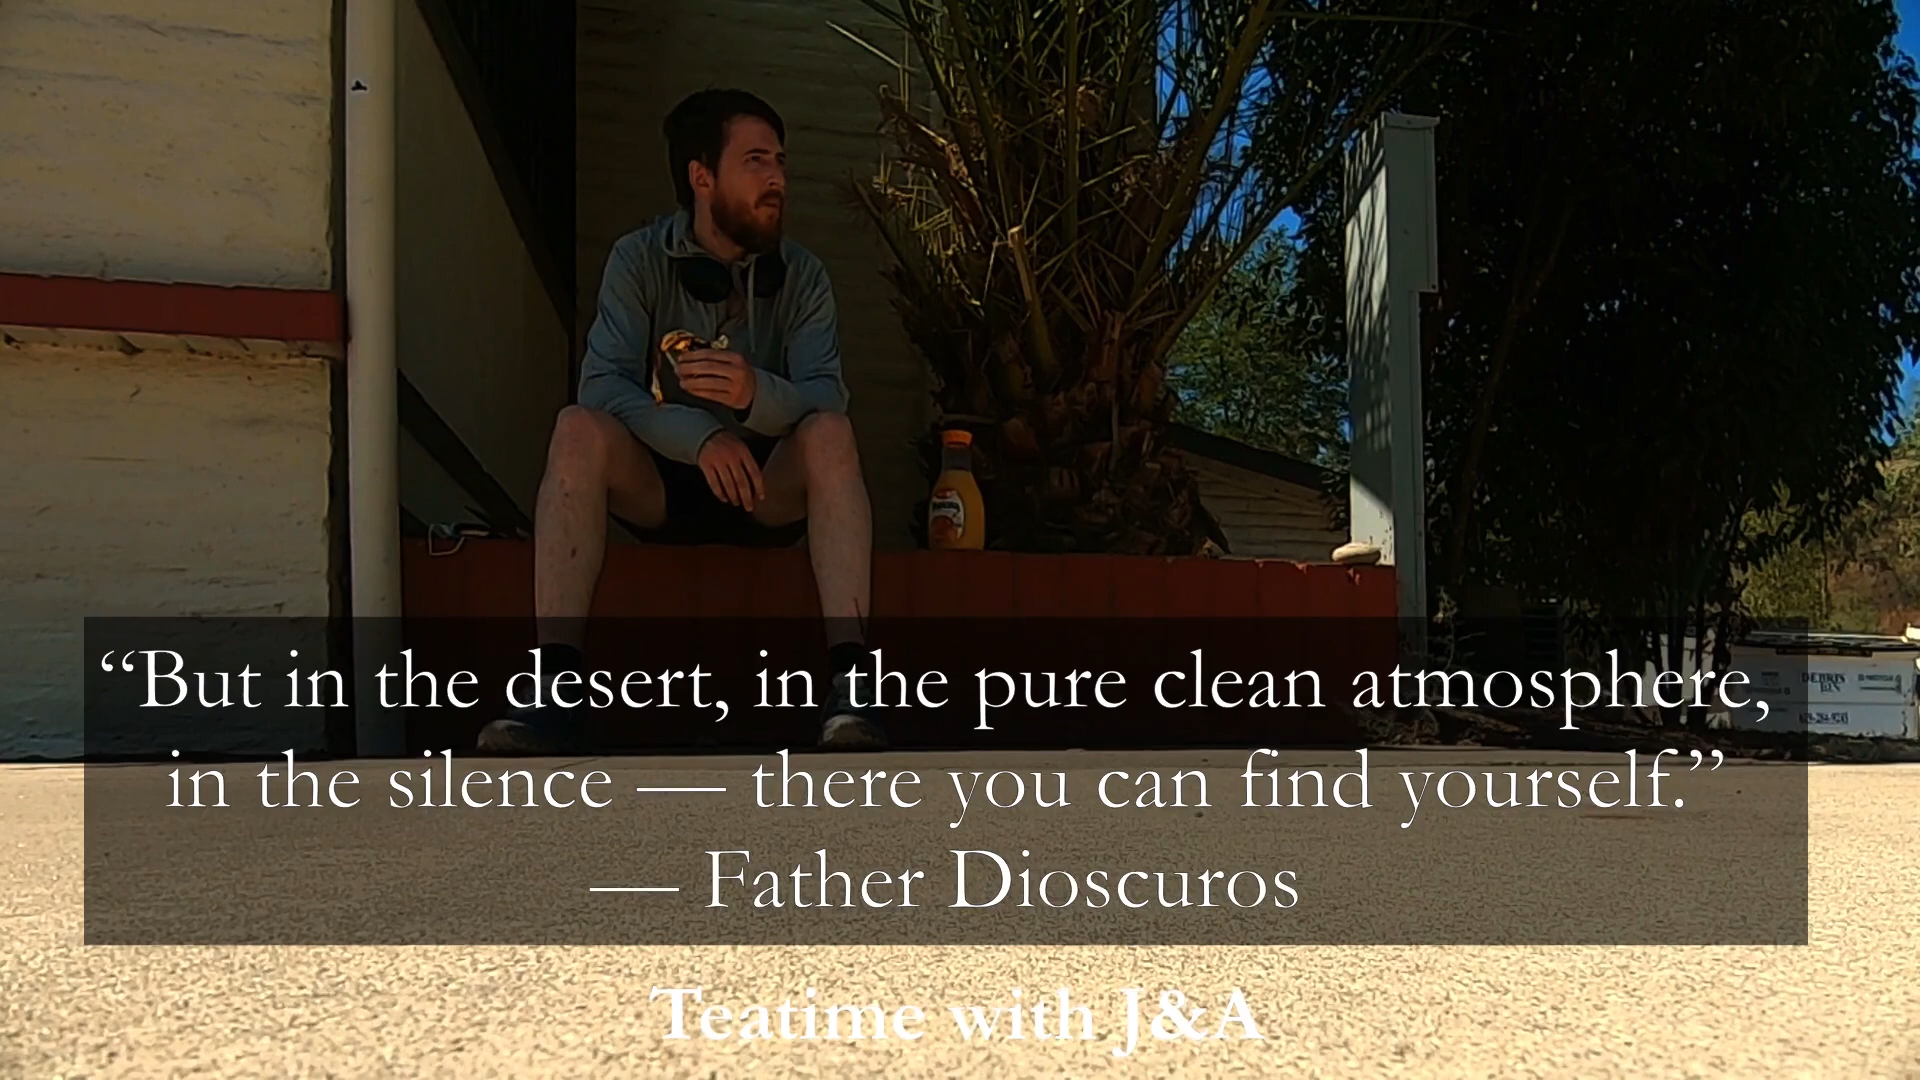 “But in the desert, in the pure clean atmosphere,
in the silence — there you can find yourself.”
— Father Dioscuros
DEBRIS
Teatime with J&A